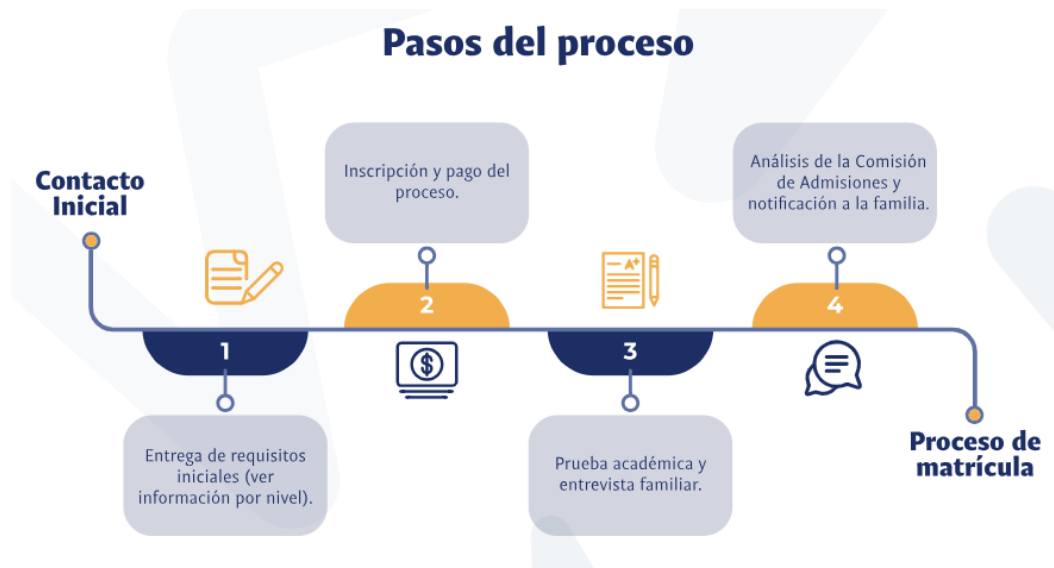 Pasos del proceso
Contacto
Inicial
1
Entrega de requisitos
iniciales (ver
información por nivel).
Inscripción y pago del
proceso.
2
$
A+
3
Prueba académica y
entrevista familiar.
Análisis de la Comisión
de Admisiones y
notificación a la familia.
4
Proceso de
matrícula